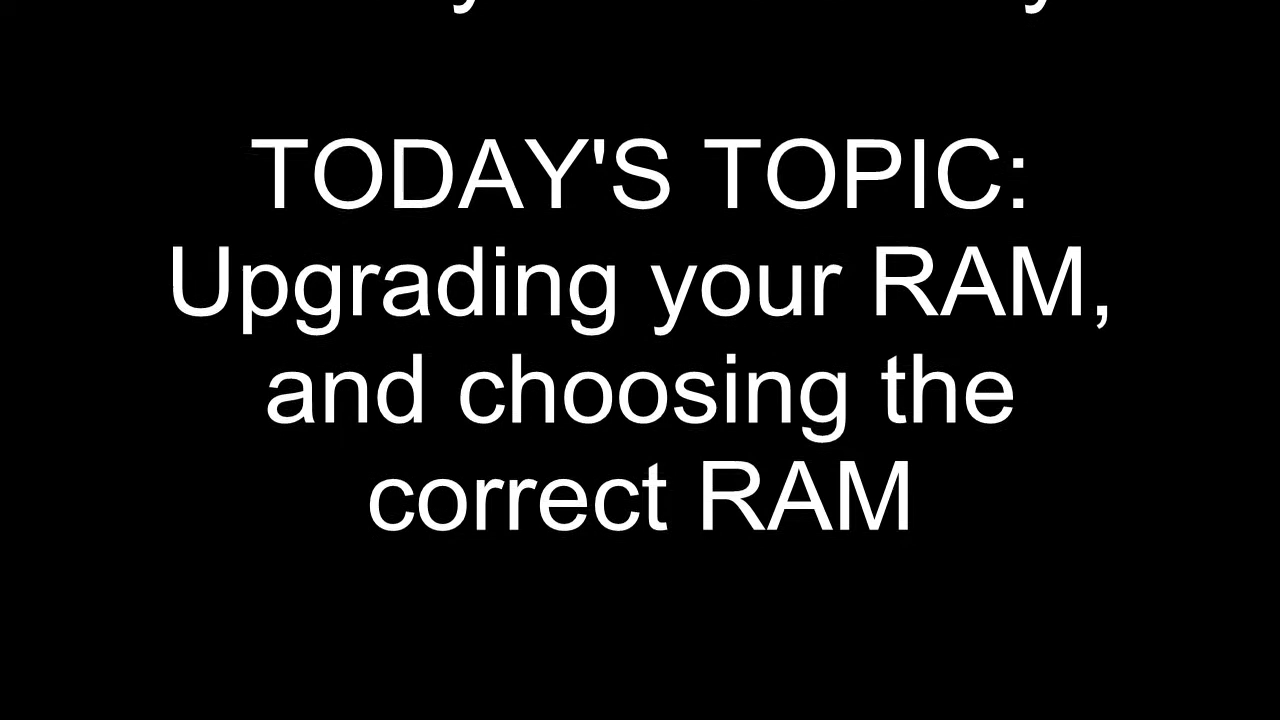 TODAY'S TOPIC:
Upgrading your RAM,
and choosing the
correct RAM